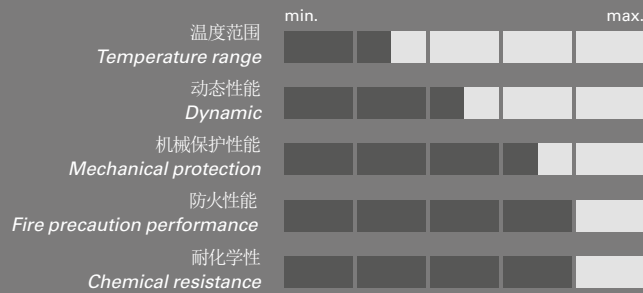 min. max.
温度范围
Temperature range
动态性能
Dynamic
机械保护性能
Mechanical protection
防火性能
Fire precaution performance
耐化学性
Chemical resistance